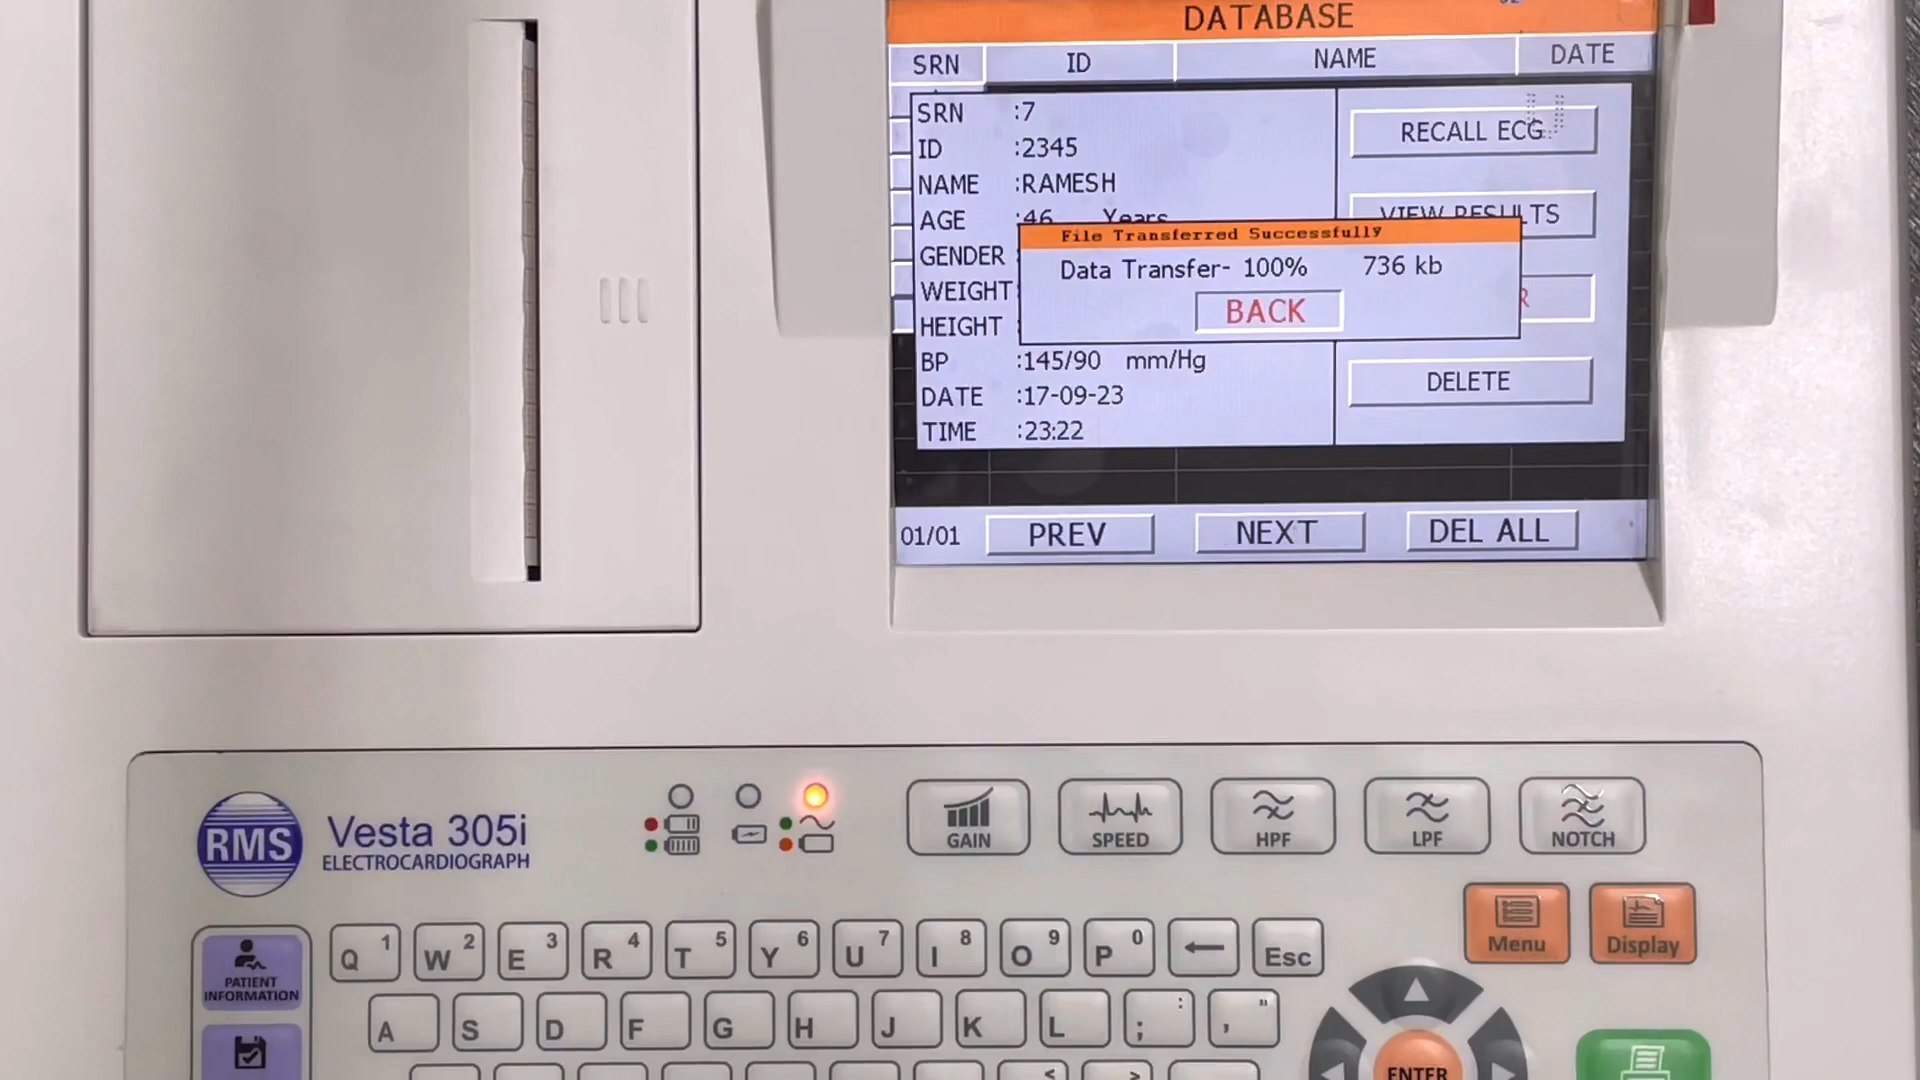 DATABASE
SRN ID NAME DATE
SRN :7
ID :2345
NAME :RAMESH
AGE :46 Years
GENDER
WEIGHT:
HEIGHT :
BP :145/90 mm/Hg
DATE :17-09-23
TIME :23:22
RECALL ECG
VIEW RESULTS
R
DELETE
File Transferred Successfully
Data Transfer- 100% 736 kb
BACK
01/01 PREV NEXT DEL ALL
RMS
Vesta 305i
ELECTROCARDIOGRAPH
GAIN SPEED HPF LPF NOTCH
Menu Display
PATIENT
INFORMATION
Q 1 W 2 E 3 R 4 T 5 Y 6 U 7 I 8 O 9 P 0 Esc
A S D F G H J K L ; : , "
< >
ENTER